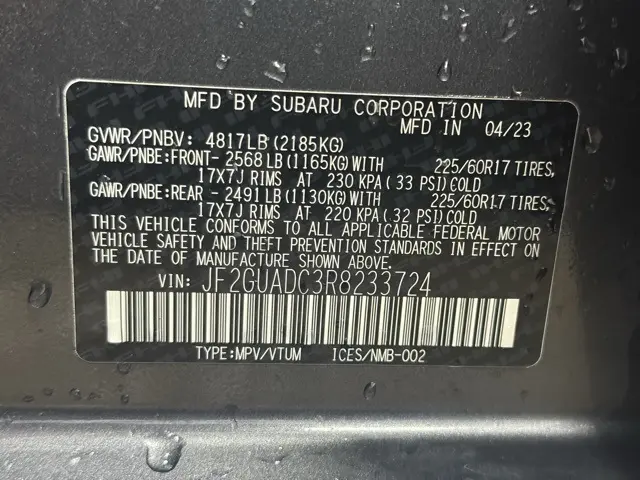 MFD BY SUBARU CORPORATION
MFD IN 04/23
GVWR/PNBV: 4817LB (2185KG)
GAWR/PNBE:FRONT- 2568 LB (1165KG) WITH 225/60R17 TIRES,
17X7J RIMS AT 230 KPA (33 PSI) COLD
GAWR/PNBE:REAR - 2491 LB (1130KG) WITH 225/60R17 TIRES,
17X7J RIMS AT 220 KPA (32 PSI) COLD
THIS VEHICLE CONFORMS TO ALL APPLICABLE FEDERAL MOTOR
VEHICLE SAFETY AND THEFT PREVENTION STANDARDS IN EFFECT ON
THE DATE OF MANUFACTURE SHOWN ABOVE.
VIN: JF2GUADC3R8233724
TYPE:MPV/VTUM ICES/NMB-002